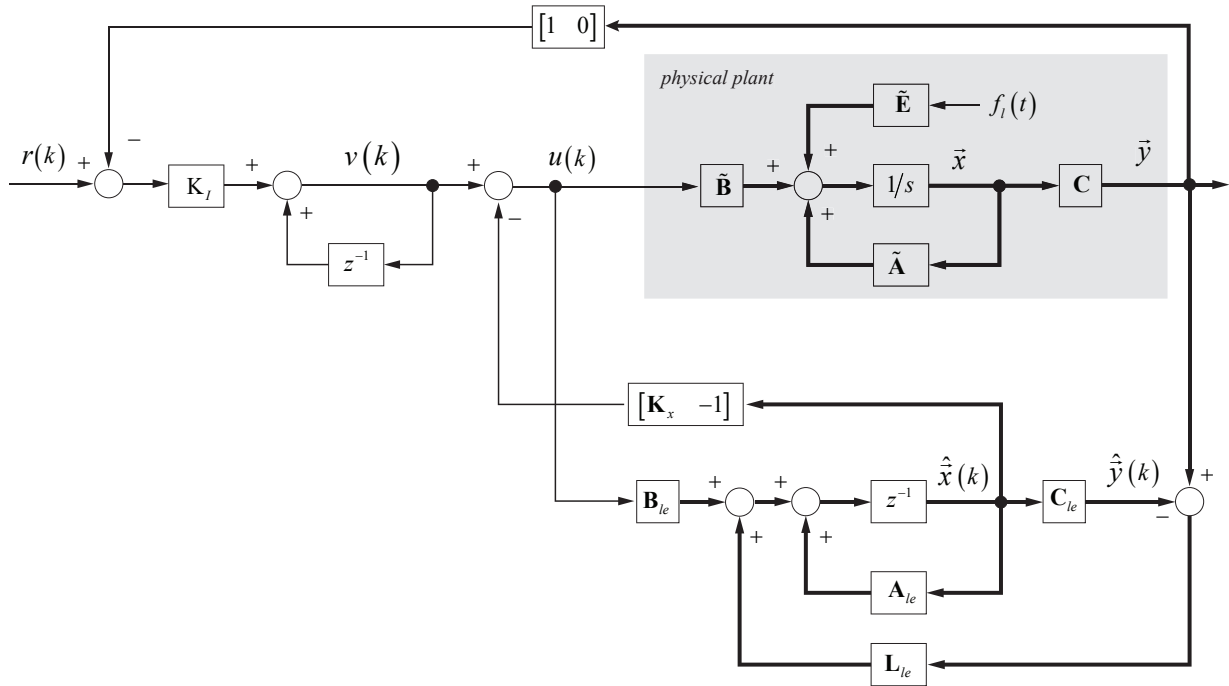 [1 0]
physical plant
Ẽ
f_l(t)
−
r(k)
+
K_I
+
v(k)
+
u(k)
B̃
+
+
1/s
x⃗
C
y⃗
+
z⁻¹
−
+
Ã
[K_x −1]
B_le
+
+
z⁻¹
x̂⃗(k)
C_le
ŷ⃗(k)
+
−
+
+
A_le
L_le